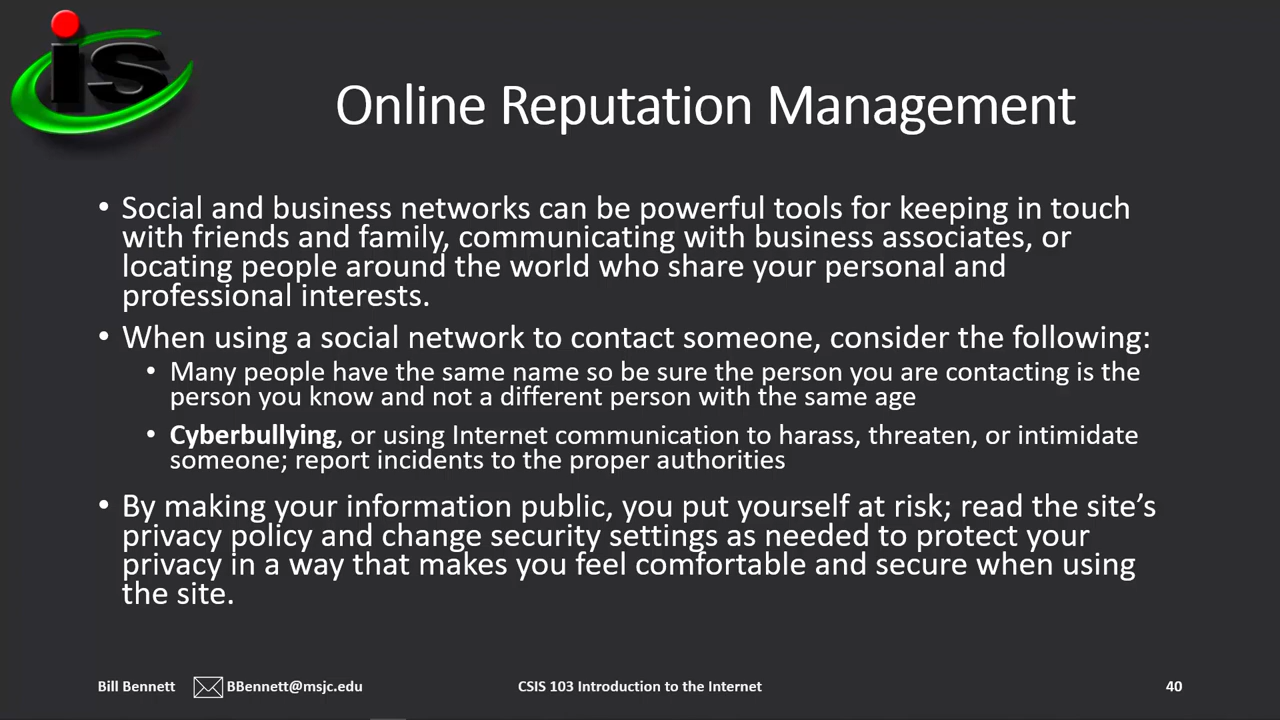 is
Online Reputation Management
• Social and business networks can be powerful tools for keeping in touch
with friends and family, communicating with business associates, or
locating people around the world who share your personal and
professional interests.
• When using a social network to contact someone, consider the following:
• Many people have the same name so be sure the person you are contacting is the
person you know and not a different person with the same age
• Cyberbullying, or using Internet communication to harass, threaten, or intimidate
someone; report incidents to the proper authorities
• By making your information public, you put yourself at risk; read the site’s
privacy policy and change security settings as needed to protect your
privacy in a way that makes you feel comfortable and secure when using
the site.
Bill Bennett BBennett@msjc.edu CSIS 103 Introduction to the Internet 40